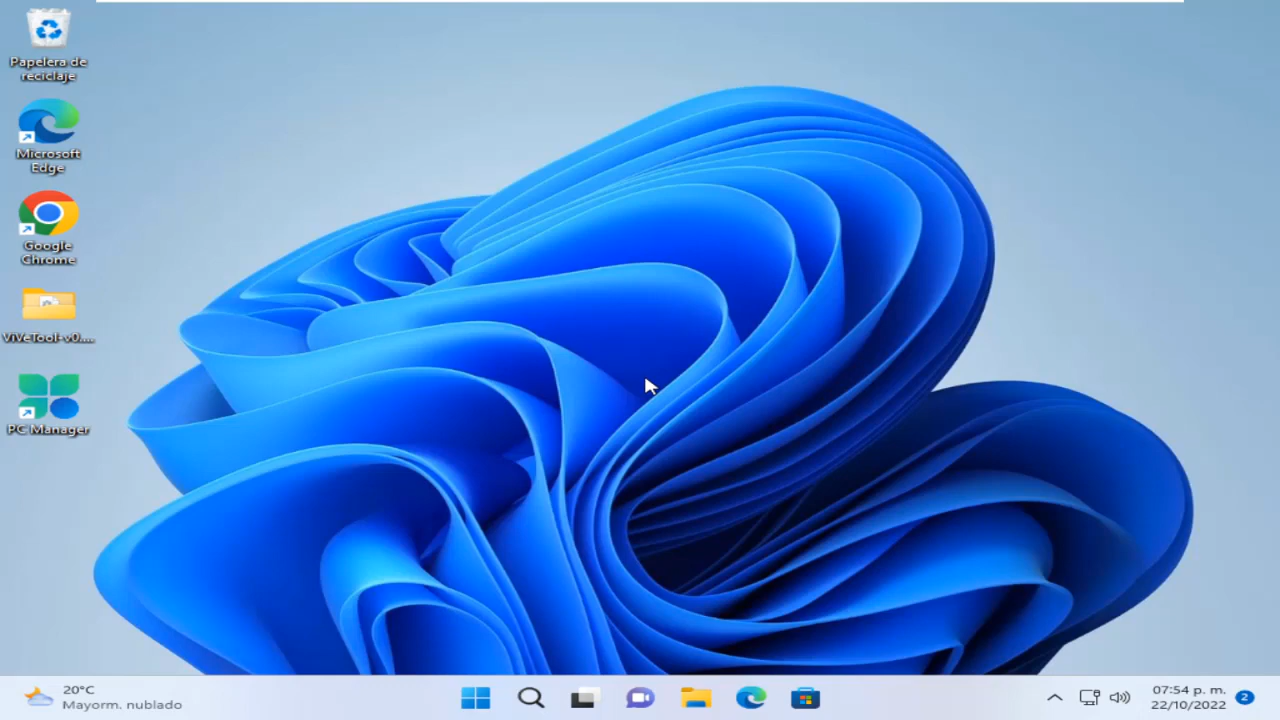 Papelera de
reciclaje
Microsoft
Edge
Google
Chrome
ViVeTool-v0....
PC Manager
20°C
Mayorm. nublado
07:54 p. m.
22/10/2022
2